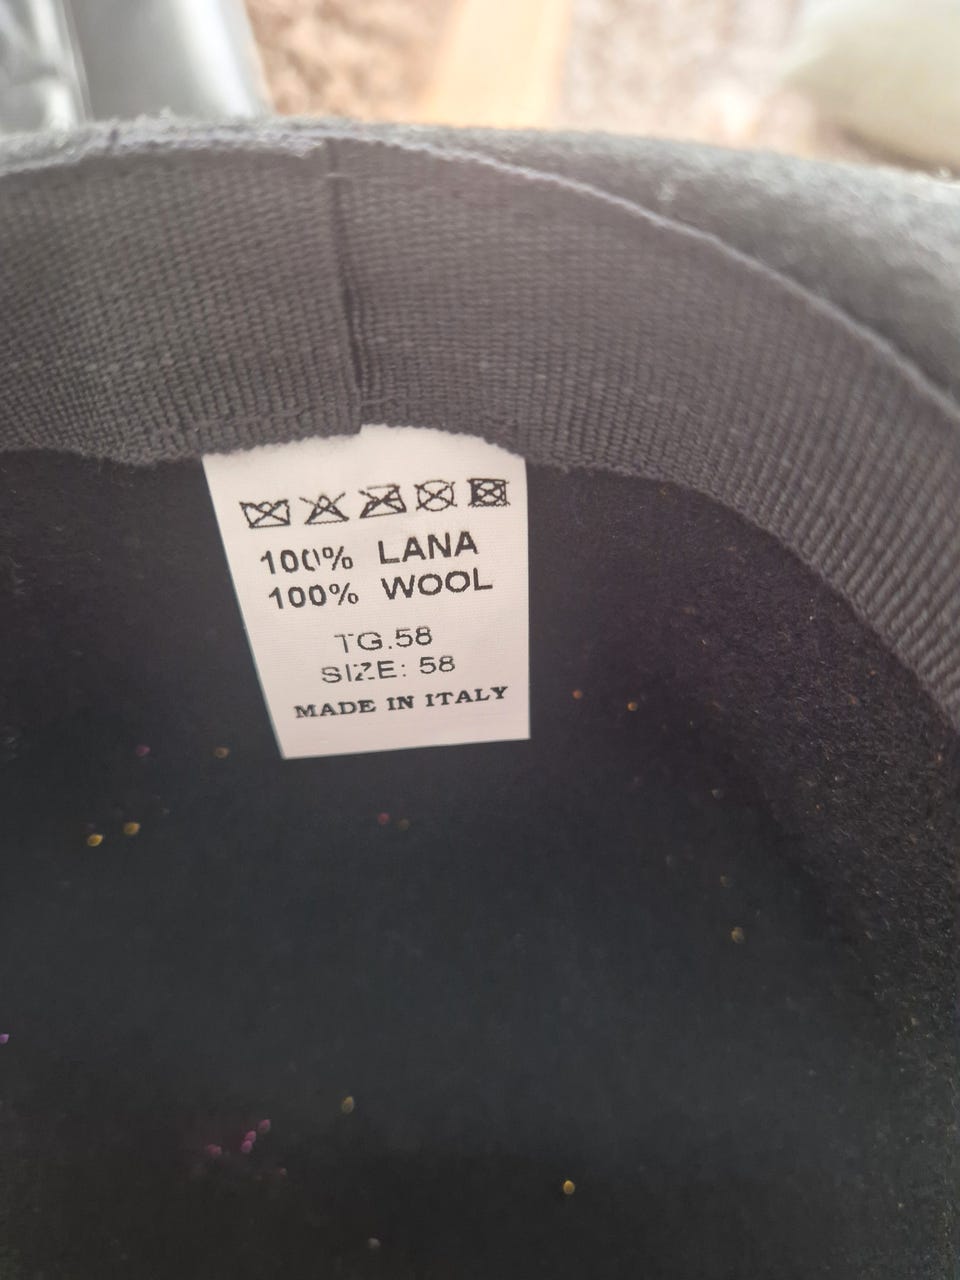 100% LANA
100% WOOL
TG.58
SIZE: 58
MADE IN ITALY